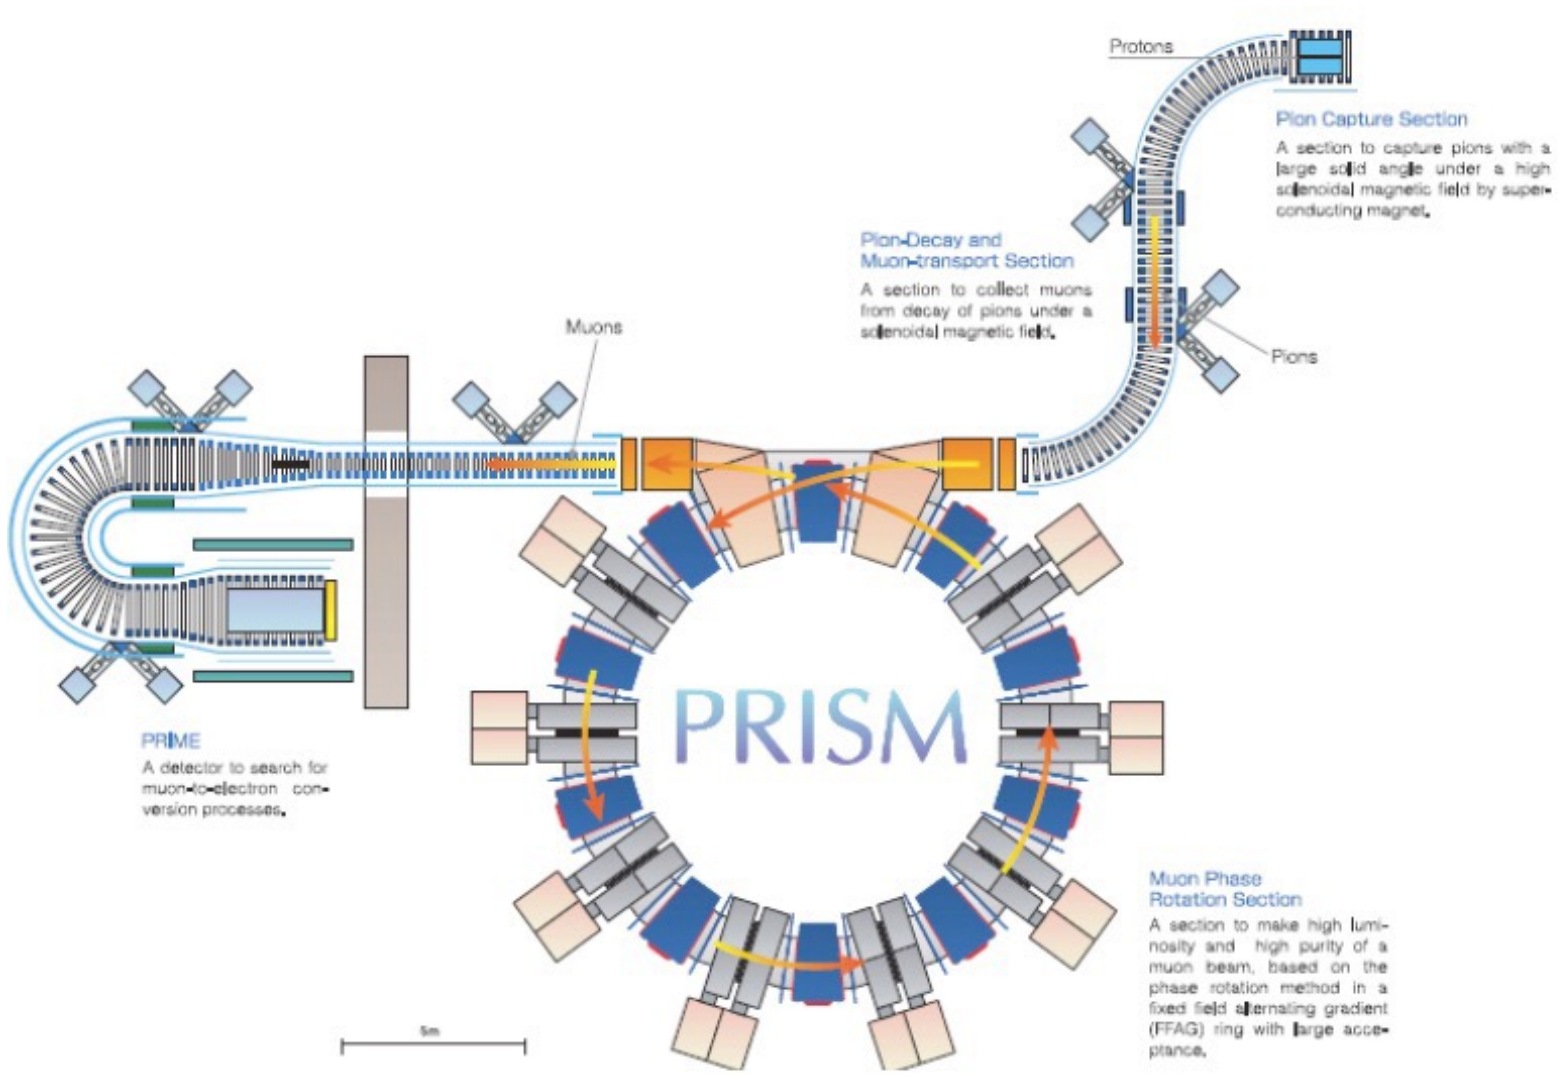 Protons
Pion Capture Section
A section to capture pions with a
large solid angle under a high
solenoidal magnetic field by super-
conducting magnet.
Pion-Decay and
Muon-transport Section
A section to collect muons
from decay of pions under a
solenoidal magnetic field.
Muons
Pions
PRISM
PRIME
A detector to search for
muon-to-electron con-
version processes.
Muon Phase
Rotation Section
A section to make high lumi-
nosity and high purity of a
muon beam, based on the
phase rotation method in a
fixed field alternating gradient
(FFAG) ring with large acce-
ptance.
5m